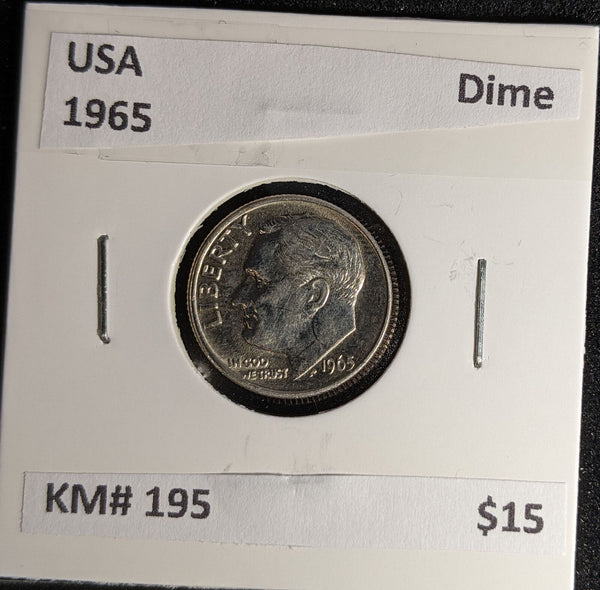 USA
Dime
1965
LIBERTY
IN GOD
WE TRUST
1965
KM# 195
$15